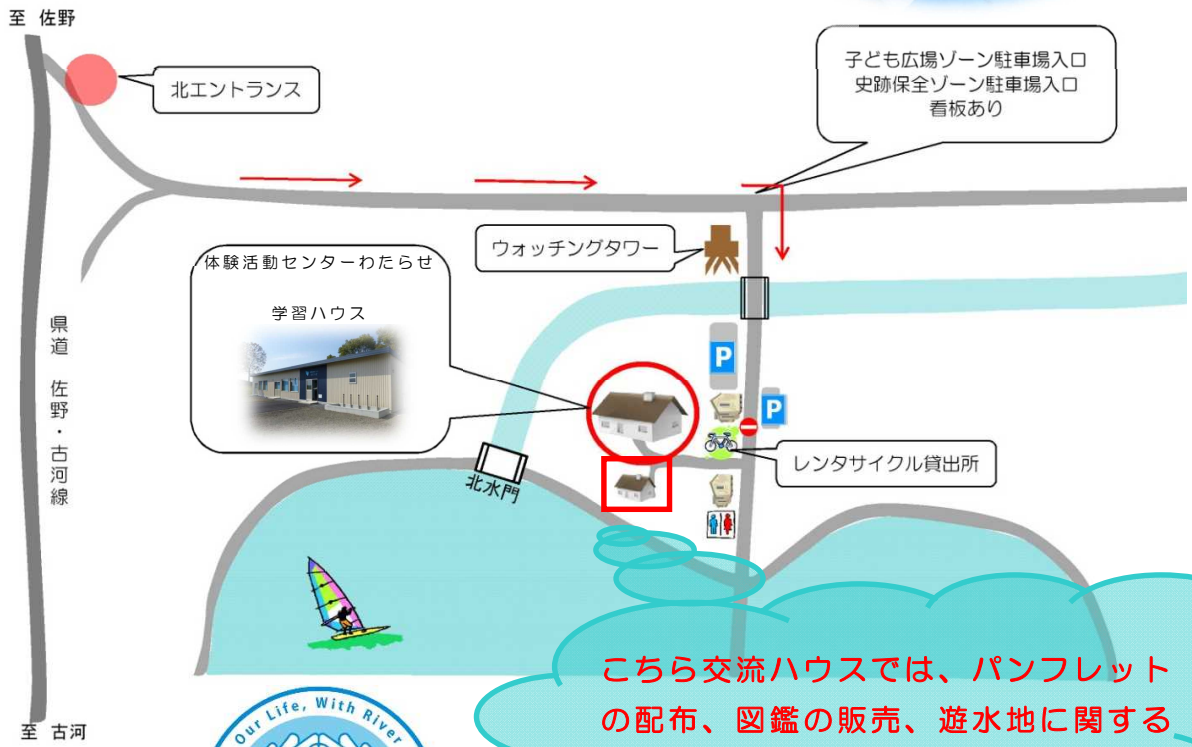 至 佐野
北エントランス
子ども広場ゾーン駐車場入口
史跡保全ゾーン駐車場入口
看板あり
ウォッチングタワー
体験活動センターわたらせ
学習ハウス
県道 佐野・古河線
P
P
レンタサイクル貸出所
北水門
こちら交流ハウスでは、パンフレット
の配布、図鑑の販売、遊水地に関する
Our Life, With River
至 古河